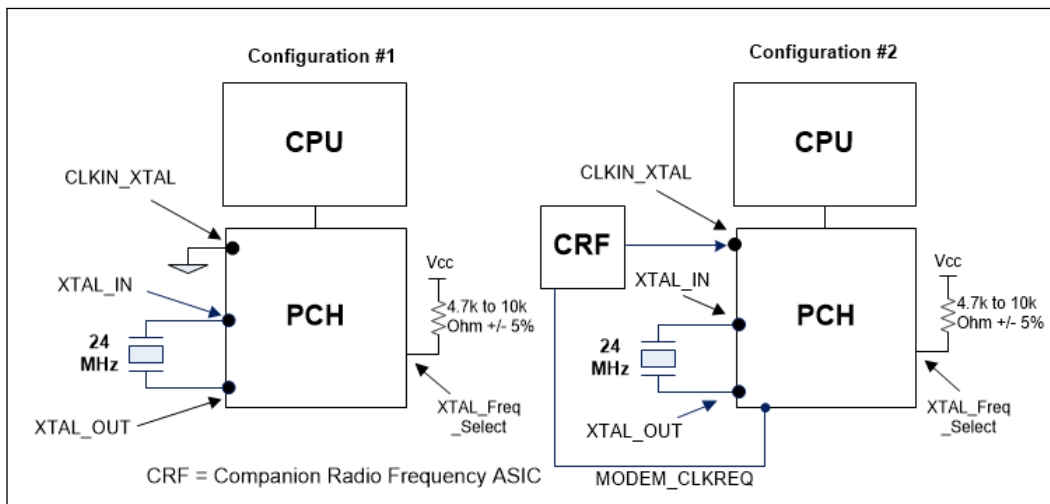 Configuration #1
CPU
CLKIN_XTAL
XTAL_IN
PCH
Vcc
4.7k to 10k
Ohm +/- 5%
24
MHz
XTAL_OUT
XTAL_Freq
_Select
CRF = Companion Radio Frequency ASIC
Configuration #2
CPU
CLKIN_XTAL
CRF
XTAL_IN
PCH
Vcc
4.7k to 10k
Ohm +/- 5%
24
MHz
XTAL_OUT
XTAL_Freq
_Select
MODEM_CLKREQ